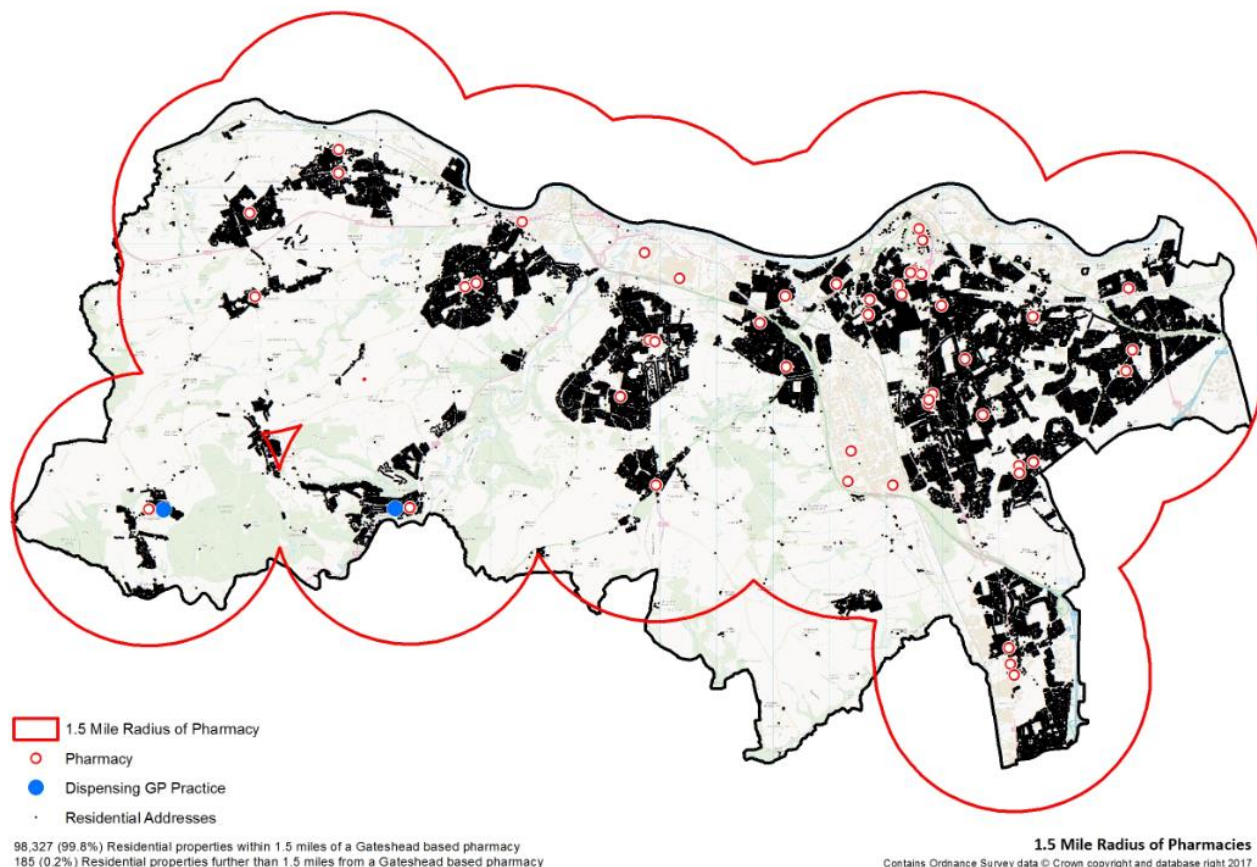 1.5 Mile Radius of Pharmacy
Pharmacy
Dispensing GP Practice
Residential Addresses
98,327 (99.8%) Residential properties within 1.5 miles of a Gateshead based pharmacy
185 (0.2%) Residential properties further than 1.5 miles from a Gateshead based pharmacy
1.5 Mile Radius of Pharmacies
Contains Ordnance Survey data © Crown copyright and database right 2017